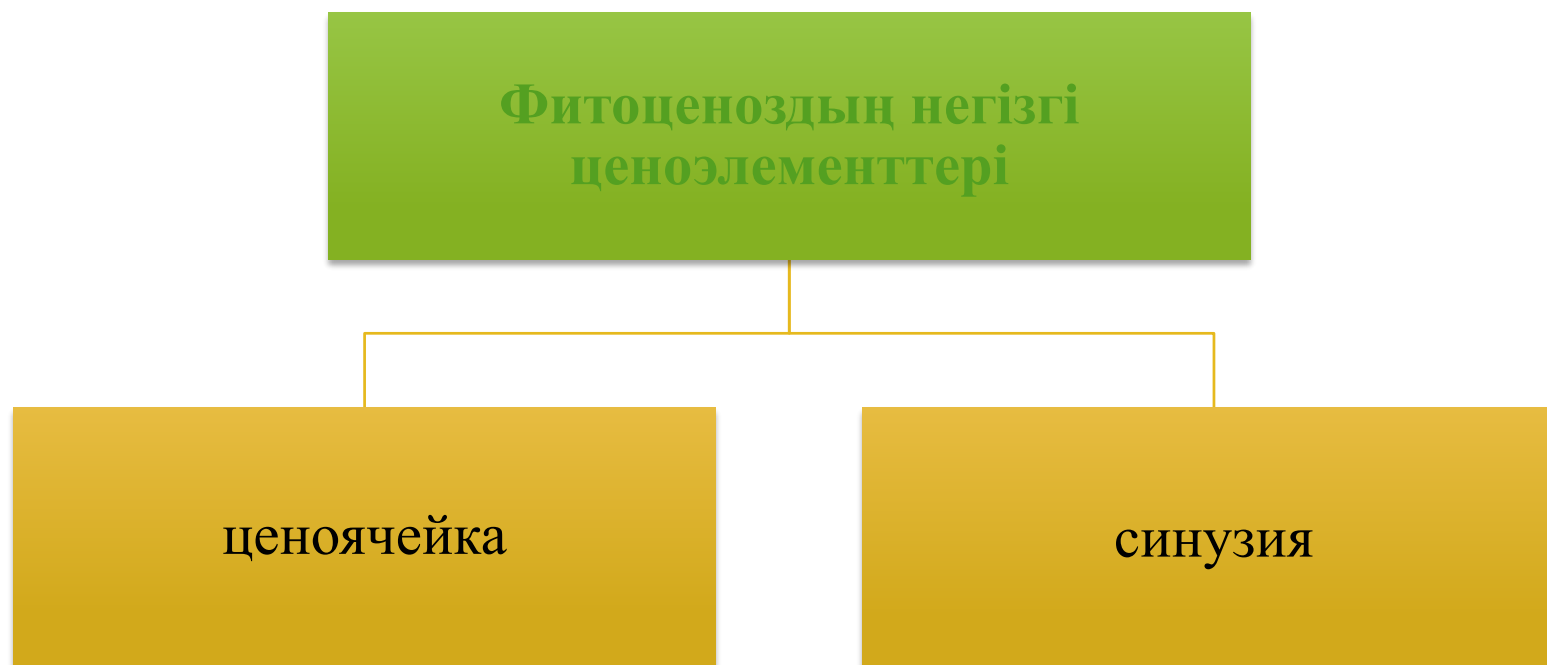 Фитоценоздың негізгі
ценоэлементтері
ценоячейка
синузия